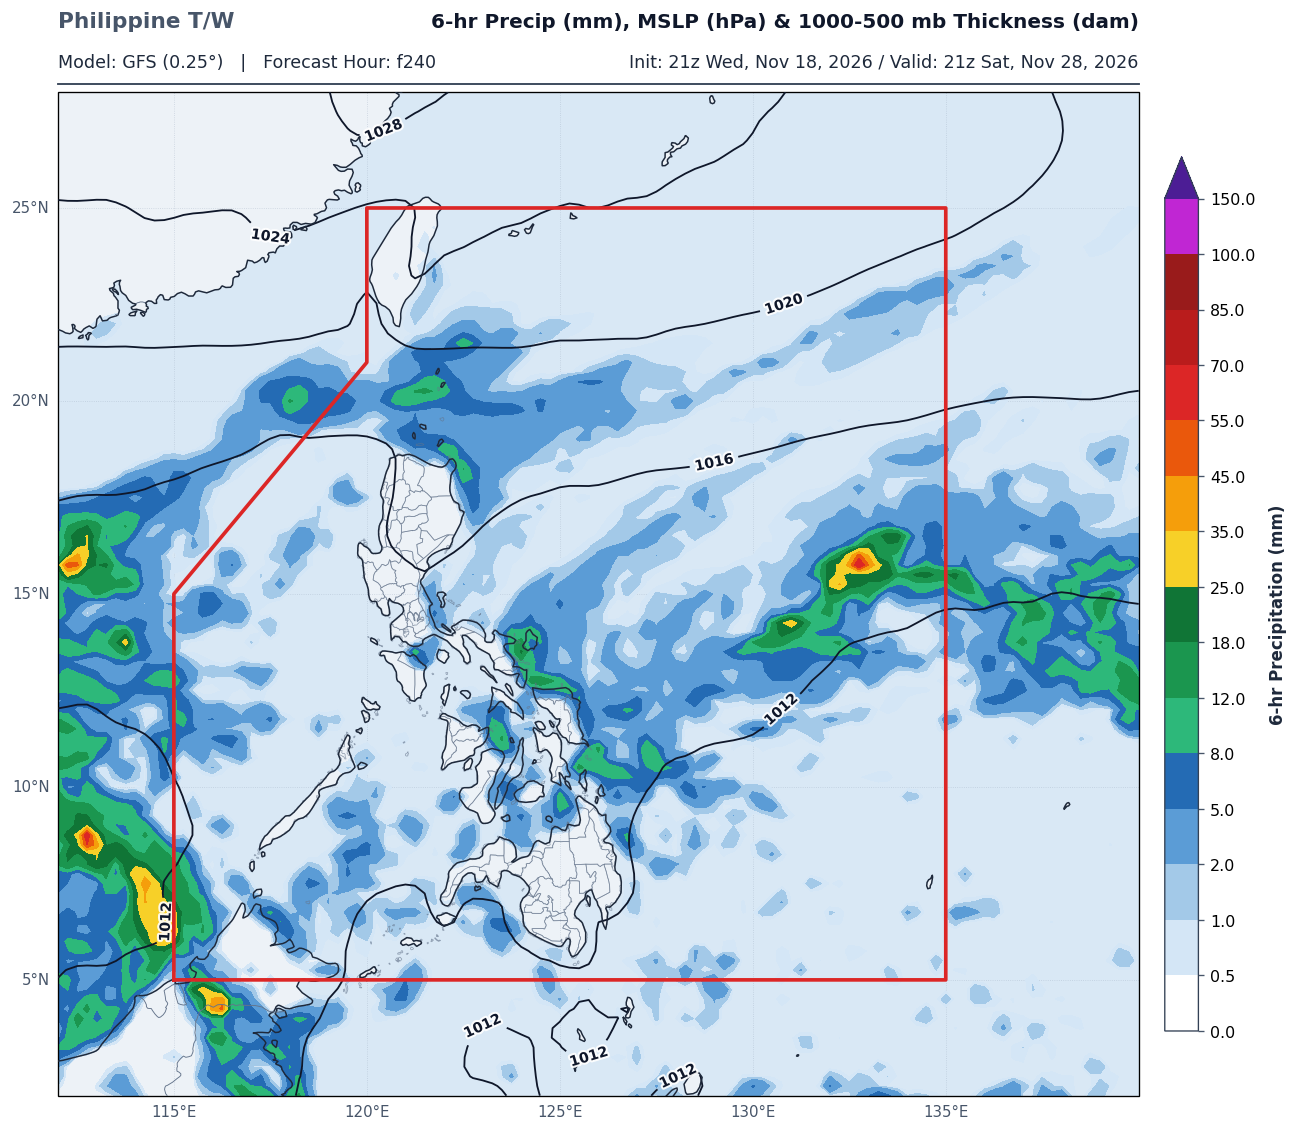 Philippine T/W
6-hr Precip (mm), MSLP (hPa) & 1000-500 mb Thickness (dam)
Model: GFS (0.25°) | Forecast Hour: f240
Init: 21z Wed, Nov 18, 2026 / Valid: 21z Sat, Nov 28, 2026
1028
1024
1020
1016
1012
1012
1012
1012
1012
25°N
20°N
15°N
10°N
5°N
115°E
120°E
125°E
130°E
135°E
150.0
100.0
85.0
70.0
55.0
45.0
35.0
25.0
18.0
12.0
8.0
5.0
2.0
1.0
0.5
0.0
6-hr Precipitation (mm)